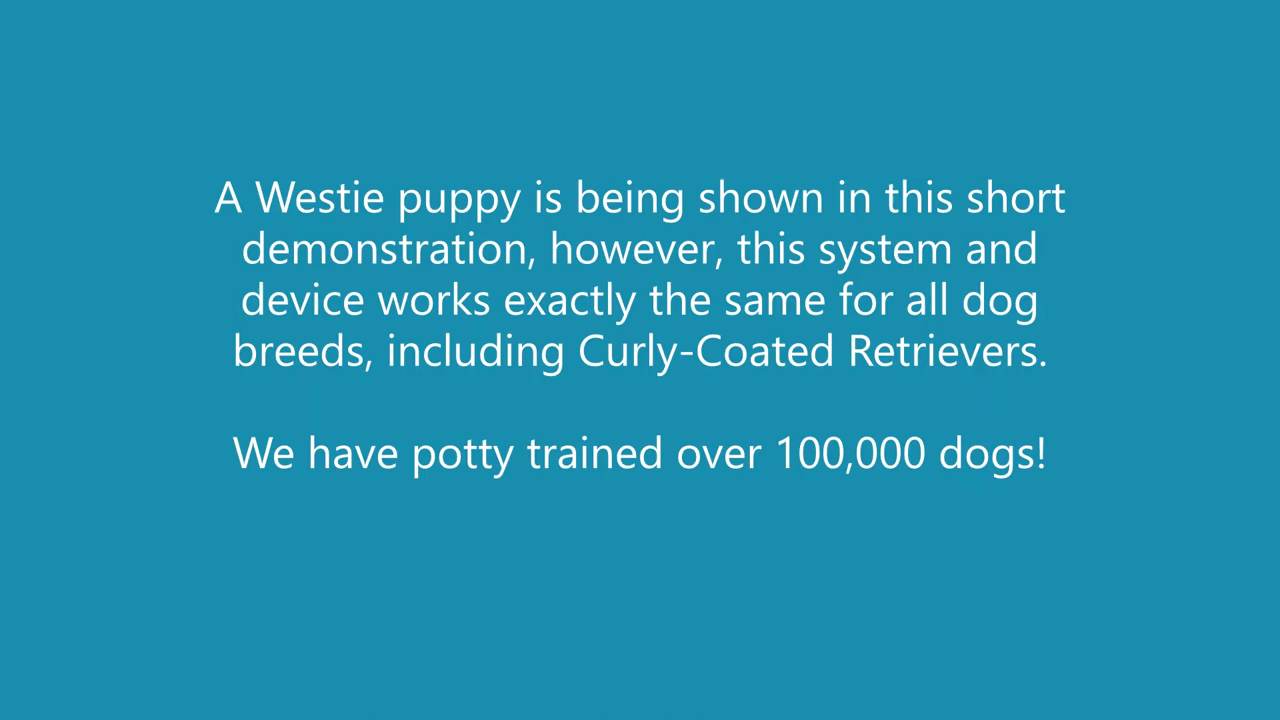 A Westie puppy is being shown in this short
demonstration, however, this system and
device works exactly the same for all dog
breeds, including Curly-Coated Retrievers.
We have potty trained over 100,000 dogs!